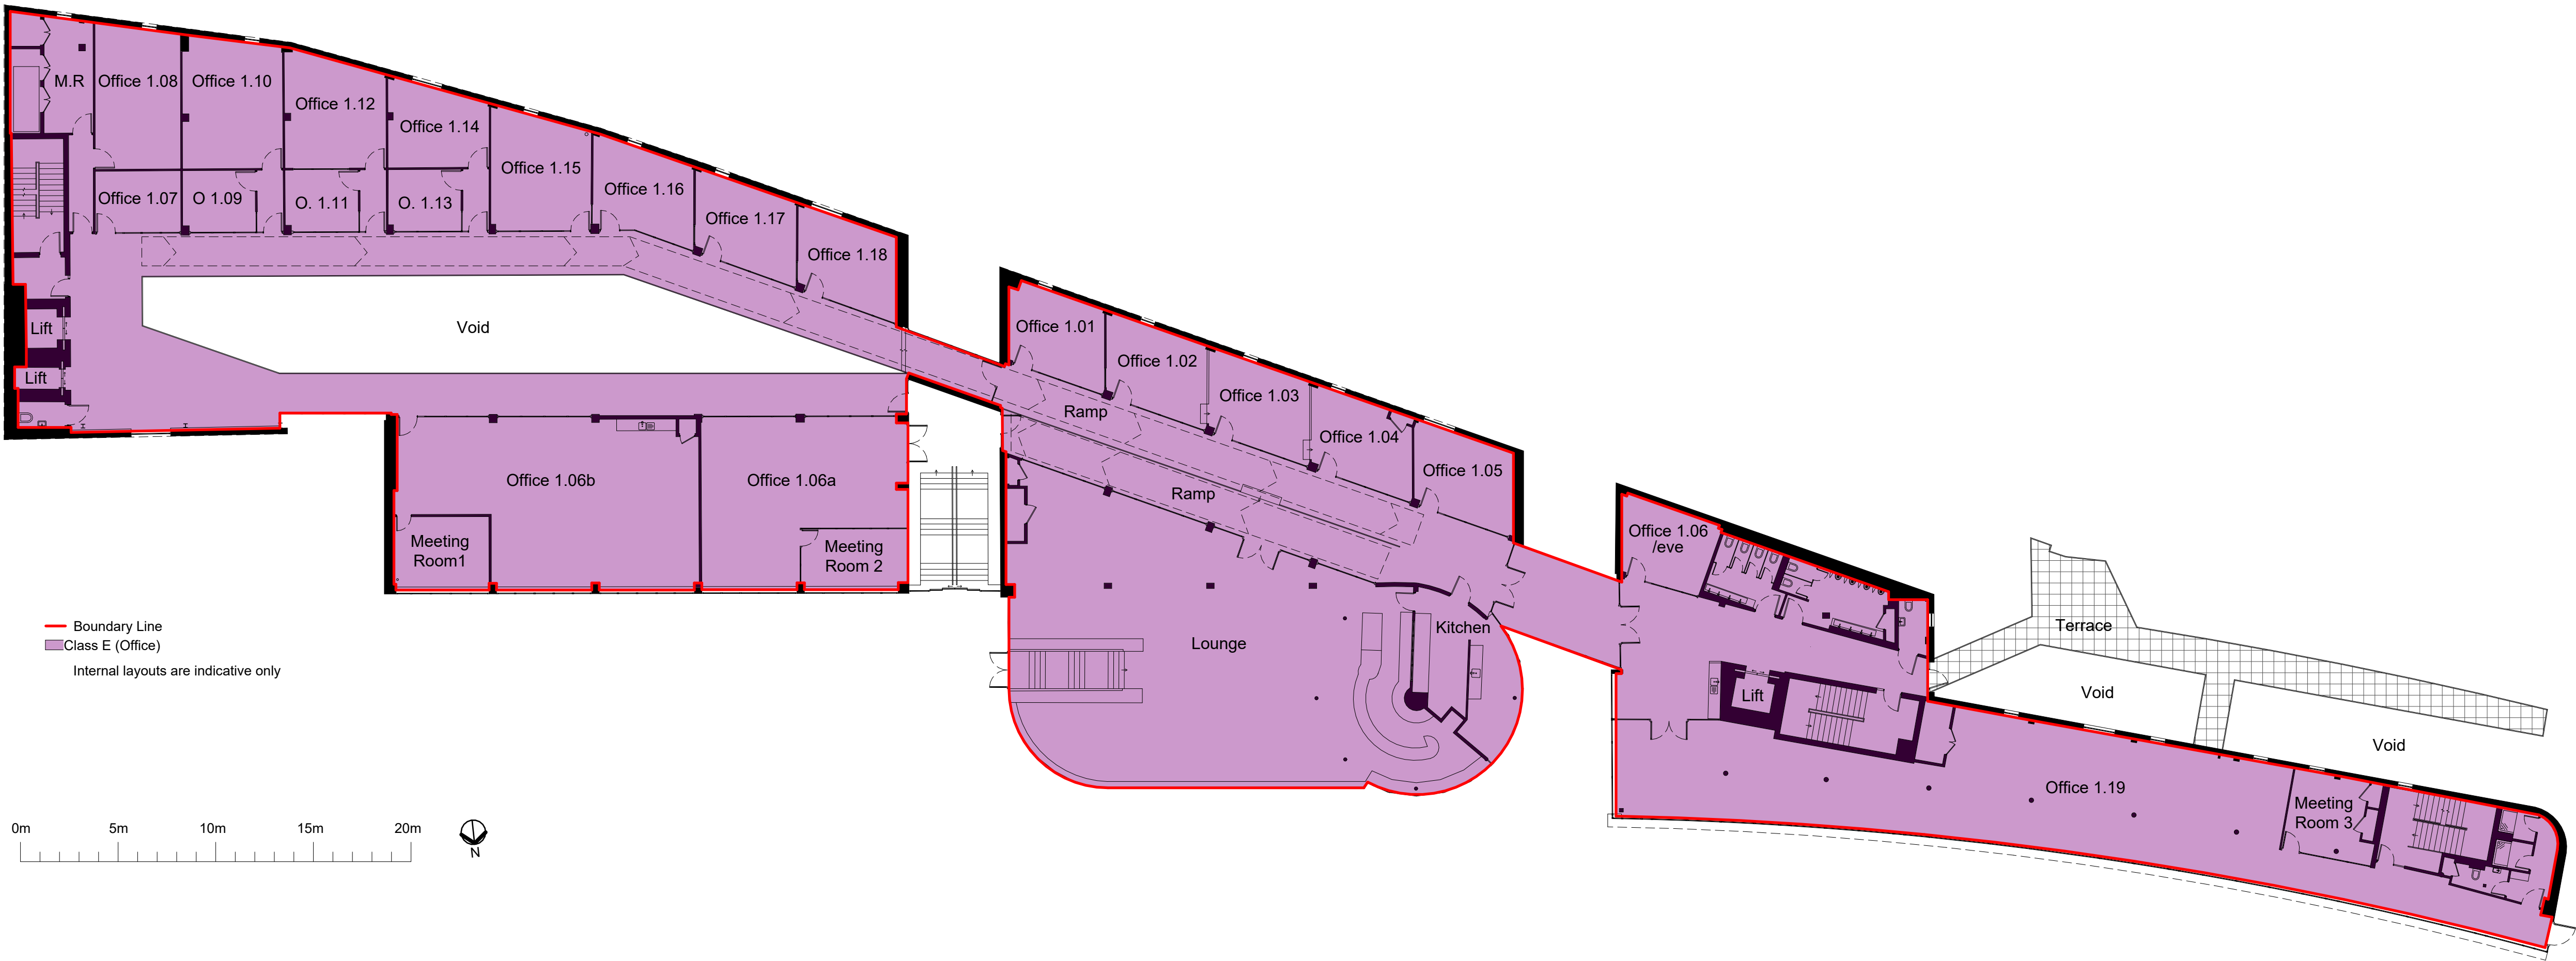 M.R
Office 1.08
Office 1.10
Office 1.12
Office 1.14
Office 1.15
Office 1.16
Office 1.17
Office 1.18
Office 1.07
O 1.09
O. 1.11
O. 1.13
Lift
Lift
Void
Office 1.01
Office 1.02
Office 1.03
Office 1.04
Office 1.05
Ramp
Ramp
Office 1.06b
Office 1.06a
Meeting
Room1
Meeting
Room 2
Office 1.06
/eve
Lounge
Kitchen
Lift
Terrace
Void
Void
Office 1.19
Meeting
Room 3
Boundary Line
Class E (Office)
Internal layouts are indicative only
0m 5m 10m 15m 20m
N